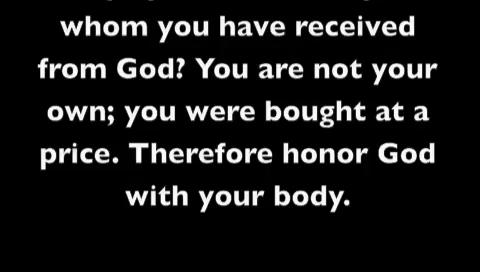 whom you have received
from God? You are not your
own; you were bought at a
price. Therefore honor God
with your body.